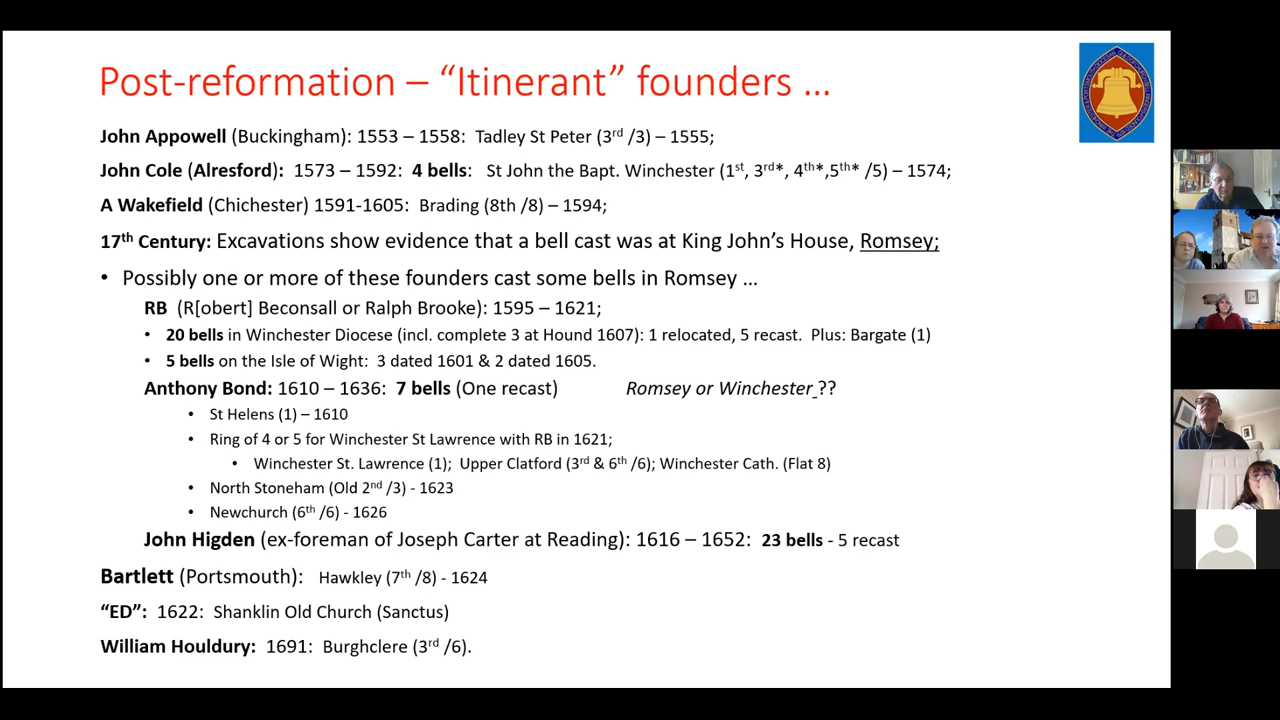 Post-reformation – “Itinerant” founders ...
John Appowell (Buckingham): 1553 – 1558: Tadley St Peter (3rd /3) – 1555;
John Cole (Alresford): 1573 – 1592: 4 bells: St John the Bapt. Winchester (1st, 3rd*, 4th*,5th* /5) – 1574;
A Wakefield (Chichester) 1591-1605: Brading (8th /8) – 1594;
17th Century: Excavations show evidence that a bell cast was at King John’s House, Romsey;
• Possibly one or more of these founders cast some bells in Romsey ...
RB (R[obert] Beconsall or Ralph Brooke): 1595 – 1621;
• 20 bells in Winchester Diocese (incl. complete 3 at Hound 1607): 1 relocated, 5 recast. Plus: Bargate (1)
• 5 bells on the Isle of Wight: 3 dated 1601 & 2 dated 1605.
Anthony Bond: 1610 – 1636: 7 bells (One recast) Romsey or Winchester ??
• St Helens (1) – 1610
• Ring of 4 or 5 for Winchester St Lawrence with RB in 1621;
• Winchester St. Lawrence (1); Upper Clatford (3rd & 6th /6); Winchester Cath. (Flat 8)
• North Stoneham (Old 2nd /3) - 1623
• Newchurch (6th /6) - 1626
John Higden (ex-foreman of Joseph Carter at Reading): 1616 – 1652: 23 bells - 5 recast
Bartlett (Portsmouth): Hawkley (7th /8) - 1624
“ED”: 1622: Shanklin Old Church (Sanctus)
William Houldury: 1691: Burghclere (3rd /6).